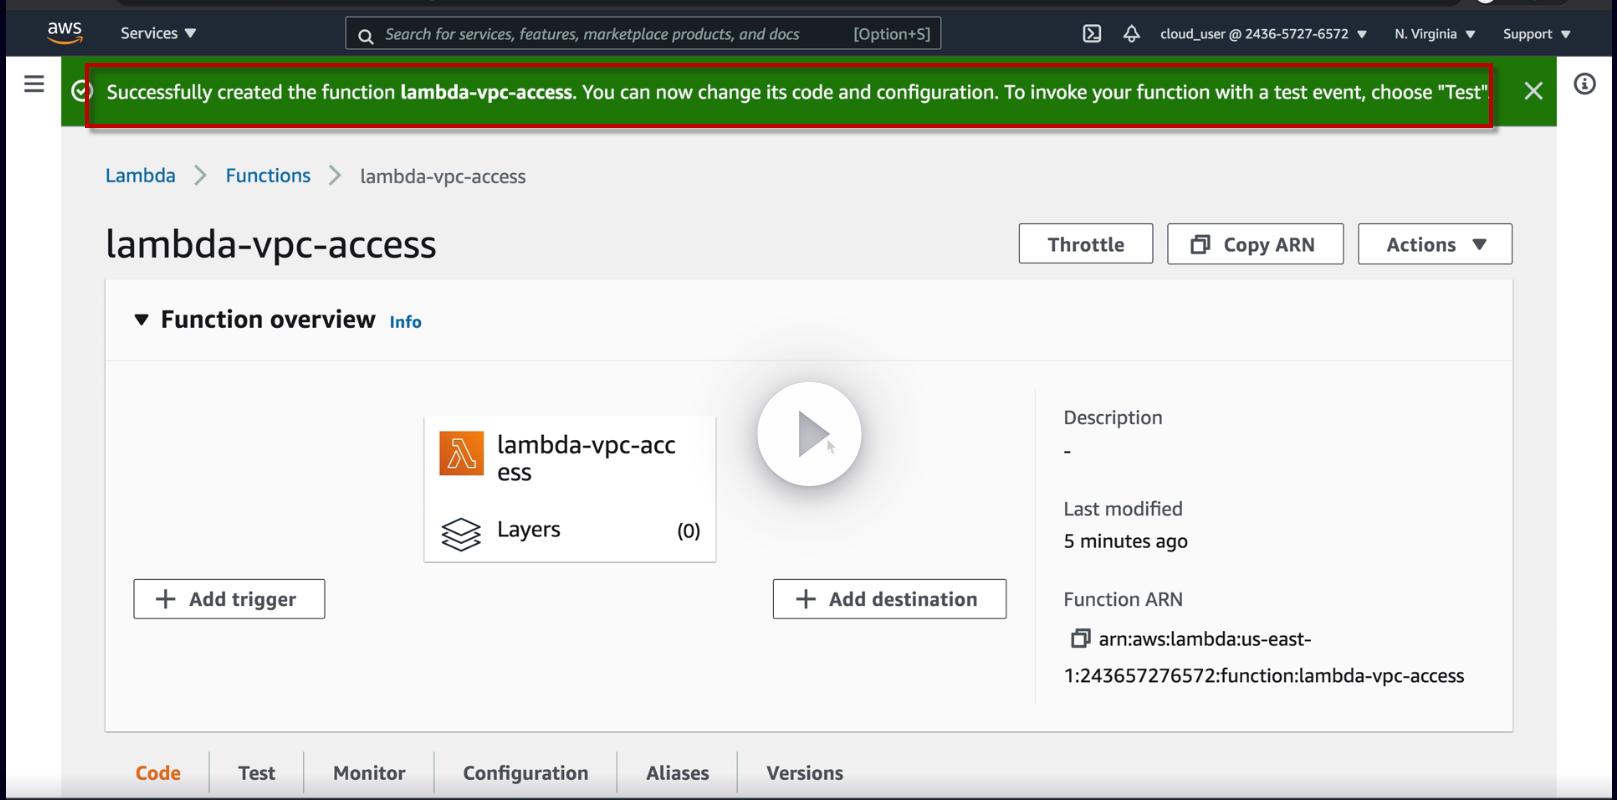 aws
Services
Search for services, features, marketplace products, and docs [Option+S]
cloud_user @ 2436-5727-6572
N. Virginia
Support
Successfully created the function lambda-vpc-access. You can now change its code and configuration. To invoke your function with a test event, choose "Test".
Lambda
Functions
lambda-vpc-access
lambda-vpc-access
Throttle
Copy ARN
Actions
Function overview Info
lambda-vpc-acc
ess
Layers (0)
Add trigger
Add destination
Description
-
Last modified
5 minutes ago
Function ARN
arn:aws:lambda:us-east-
1:243657276572:function:lambda-vpc-access
Code
Test
Monitor
Configuration
Aliases
Versions